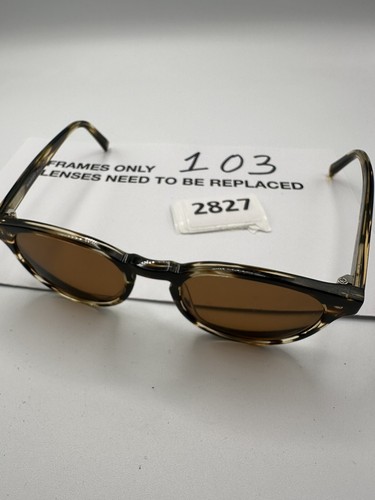 FRAMES ONLY 103
LENSES NEED TO BE REPLACED
2827